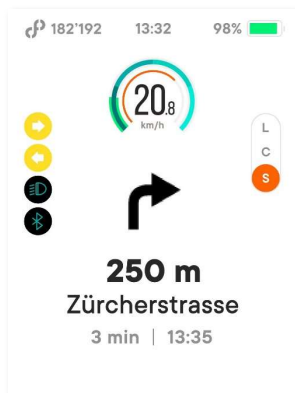 182'192 13:32 98%
20.8
km/h
L
C
S
250 m
Zürcherstrasse
3 min | 13:35